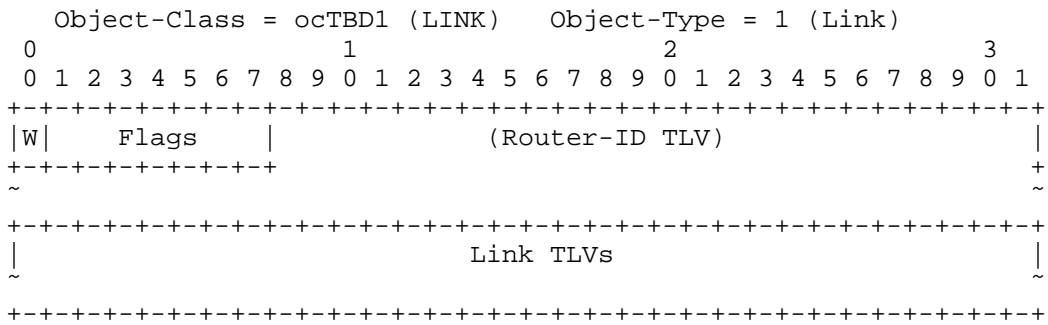 Object-Class = ocTBD1 (LINK)   Object-Type = 1 (Link)
 0                   1                   2                   3
 0 1 2 3 4 5 6 7 8 9 0 1 2 3 4 5 6 7 8 9 0 1 2 3 4 5 6 7 8 9 0 1
+-+-+-+-+-+-+-+-+-+-+-+-+-+-+-+-+-+-+-+-+-+-+-+-+-+-+-+-+-+-+-+-+
|W|    Flags      |             (Router-ID TLV)                   |
+-+-+-+-+-+-+-+-+                                               +
~                                                               ~
+-+-+-+-+-+-+-+-+-+-+-+-+-+-+-+-+-+-+-+-+-+-+-+-+-+-+-+-+-+-+-+-+
|                            Link TLVs                          |
~                                                               ~
+-+-+-+-+-+-+-+-+-+-+-+-+-+-+-+-+-+-+-+-+-+-+-+-+-+-+-+-+-+-+-+-+